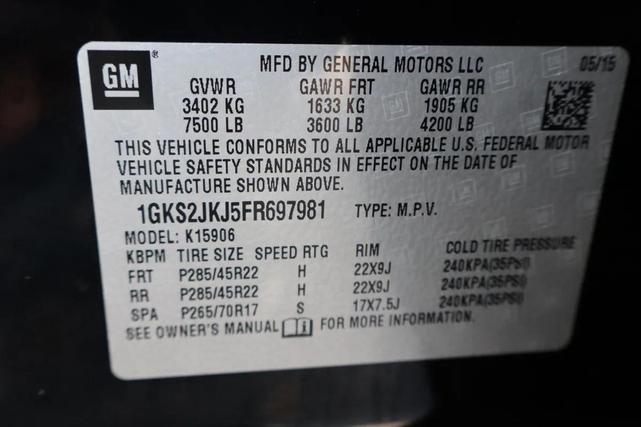 GM
MFD BY GENERAL MOTORS LLC 05/15
GVWR GAWR FRT GAWR RR
3402 KG 1633 KG 1905 KG
7500 LB 3600 LB 4200 LB
THIS VEHICLE CONFORMS TO ALL APPLICABLE U.S. FEDERAL MOTOR
VEHICLE SAFETY STANDARDS IN EFFECT ON THE DATE OF
MANUFACTURE SHOWN ABOVE.
1GKS2JKJ5FR697981 TYPE: M.P.V.
MODEL: K15906
KBPM TIRE SIZE SPEED RTG RIM COLD TIRE PRESSURE
FRT P285/45R22 H 22X9J 240KPA(35PSI)
RR P285/45R22 H 22X9J 240KPA(35PSI)
SPA P265/70R17 S 17X7.5J 240KPA(35PSI)
SEE OWNER'S MANUAL FOR MORE INFORMATION.